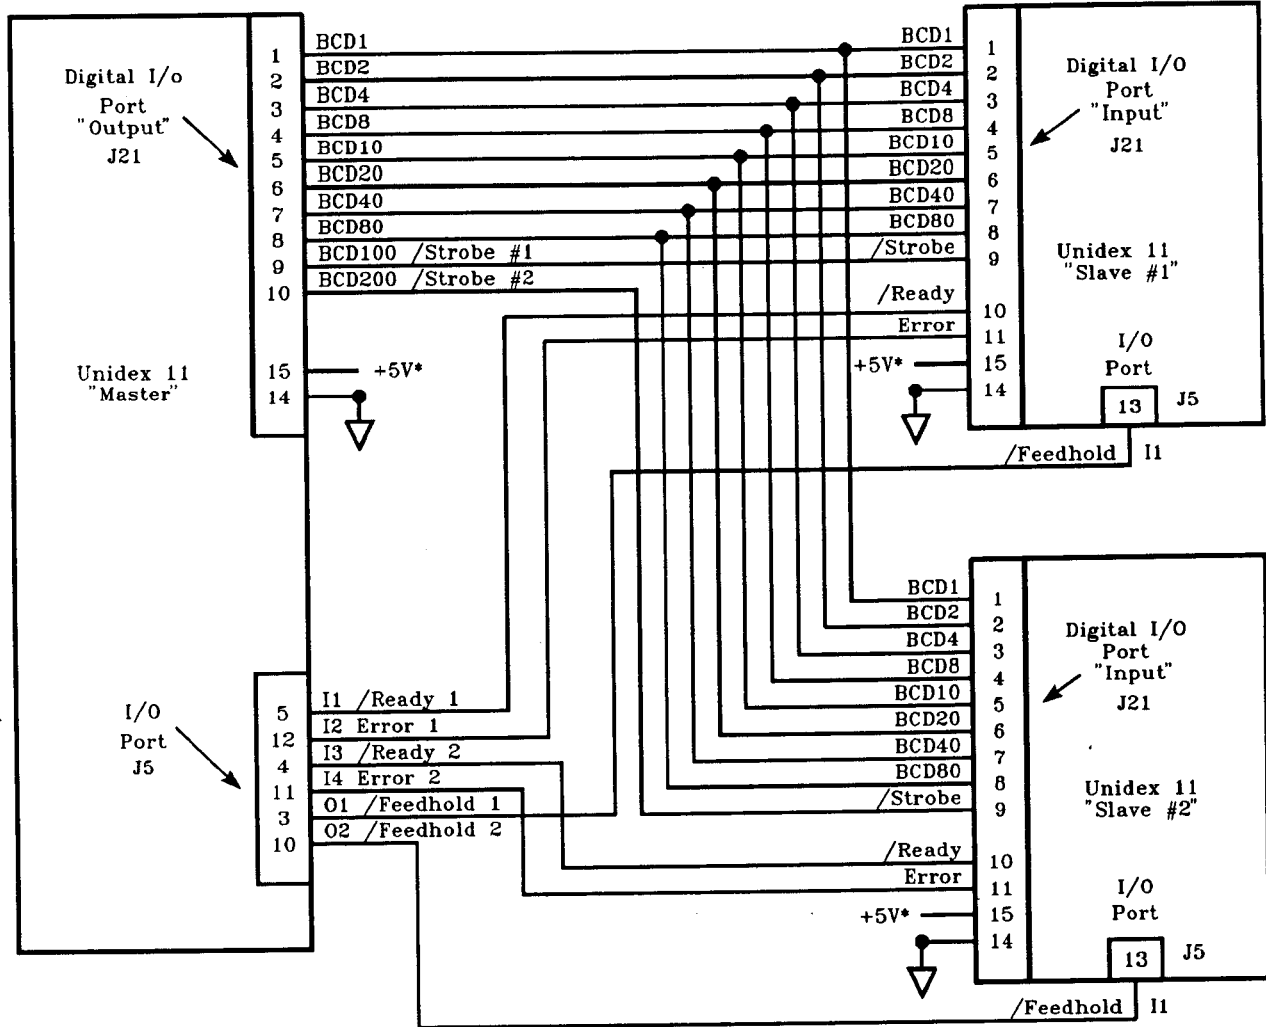 Digital I/o
Port
"Output"
J21
1 BCD1
2 BCD2
3 BCD4
4 BCD8
5 BCD10
6 BCD20
7 BCD40
8 BCD80
9 BCD100 /Strobe #1
10 BCD200 /Strobe #2
15 +5V*
14
Unidex 11
"Master"
I/O
Port
J5
5 I1 /Ready 1
12 I2 Error 1
4 I3 /Ready 2
11 I4 Error 2
3 O1 /Feedhold 1
10 O2 /Feedhold 2
BCD1 1
BCD2 2
BCD4 3
BCD8 4
BCD10 5
BCD20 6
BCD40 7
BCD80 8
/Strobe 9
/Ready 10
Error 11
+5V* 15
14
Digital I/O
Port
"Input"
J21
Unidex 11
"Slave #1"
I/O
Port
13 J5
/Feedhold I1
BCD1 1
BCD2 2
BCD4 3
BCD8 4
BCD10 5
BCD20 6
BCD40 7
BCD80 8
/Strobe 9
/Ready 10
Error 11
+5V* 15
14
Digital I/O
Port
"Input"
J21
Unidex 11
"Slave #2"
I/O
Port
13 J5
/Feedhold I1